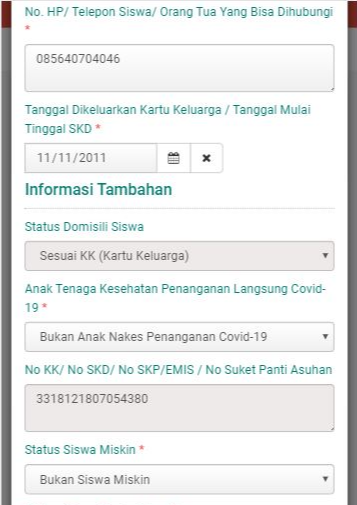 No. HP/ Telepon Siswa/ Orang Tua Yang Bisa Dihubungi
*
085640704046
Tanggal Dikeluarkan Kartu Keluarga / Tanggal Mulai
Tinggal SKD *
11/11/2011
Informasi Tambahan
Status Domisili Siswa
Sesuai KK (Kartu Keluarga)
Anak Tenaga Kesehatan Penanganan Langsung Covid-
19 *
Bukan Anak Nakes Penanganan Covid-19
No KK/ No SKD/ No SKP/EMIS / No Suket Panti Asuhan
3318121807054380
Status Siswa Miskin *
Bukan Siswa Miskin